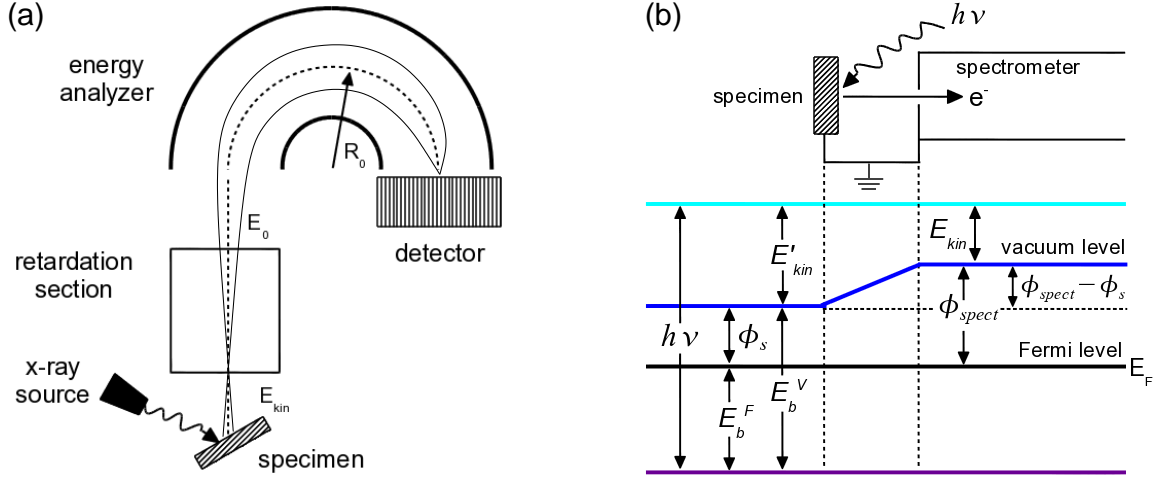 (a)
energy
analyzer
R0
E0
retardation
section
detector
x-ray
source
Ekin
specimen
(b)
hν
spectrometer
specimen
e-
E'kin
Ekin
vacuum level
ϕspect − ϕs
ϕspect
hν
ϕs
Fermi level
EF
EbF
EbV